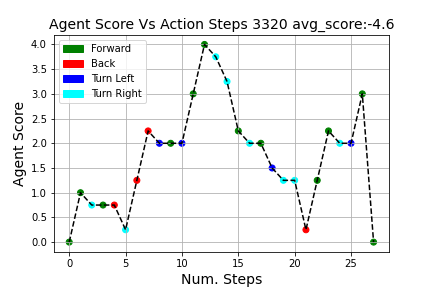 Agent Score Vs Action Steps 3320 avg_score:-4.6
Forward
Back
Turn Left
Turn Right
4.0
3.5
3.0
2.5
2.0
1.5
1.0
0.5
0.0
Agent Score
0 5 10 15 20 25
Num. Steps